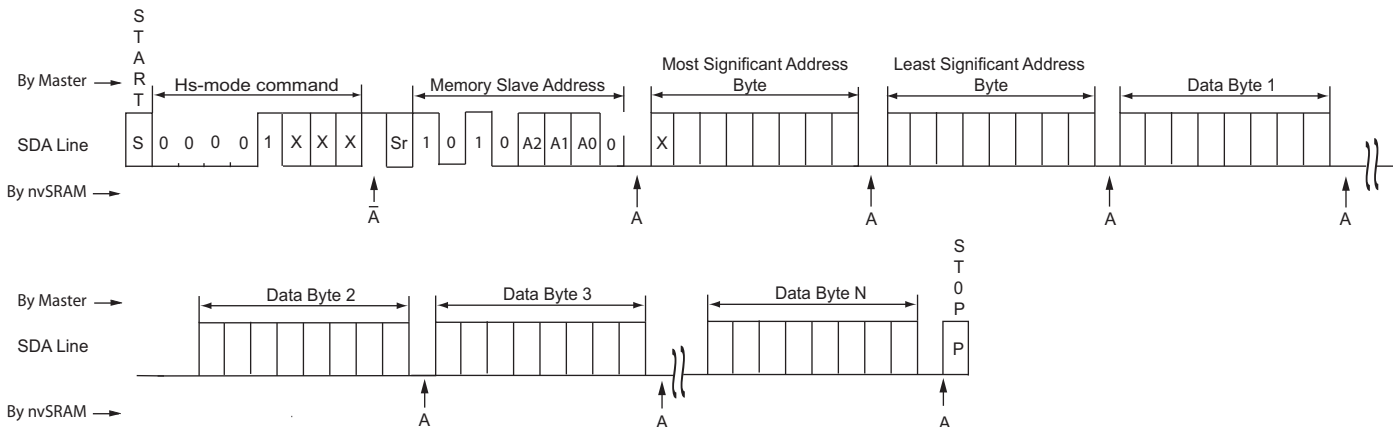 START
By Master
Hs-mode command
Memory Slave Address
Most Significant Address
Byte
Least Significant Address
Byte
Data Byte 1
SDA Line
S 0 0 0 0 1 X X X Sr 1 0 1 0 A2 A1 A0 0 X
By nvSRAM
A̅ A A A A
ST0P
By Master
Data Byte 2
Data Byte 3
Data Byte N
SDA Line
P
By nvSRAM
A A A